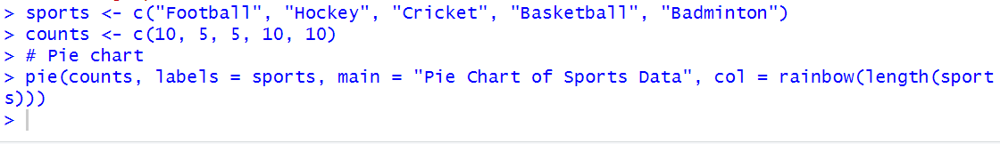 > sports <- c("Football", "Hockey", "Cricket", "Basketball", "Badminton")
> counts <- c(10, 5, 5, 10, 10)
> # Pie chart
> pie(counts, labels = sports, main = "Pie Chart of Sports Data", col = rainbow(length(sport
s)))
>